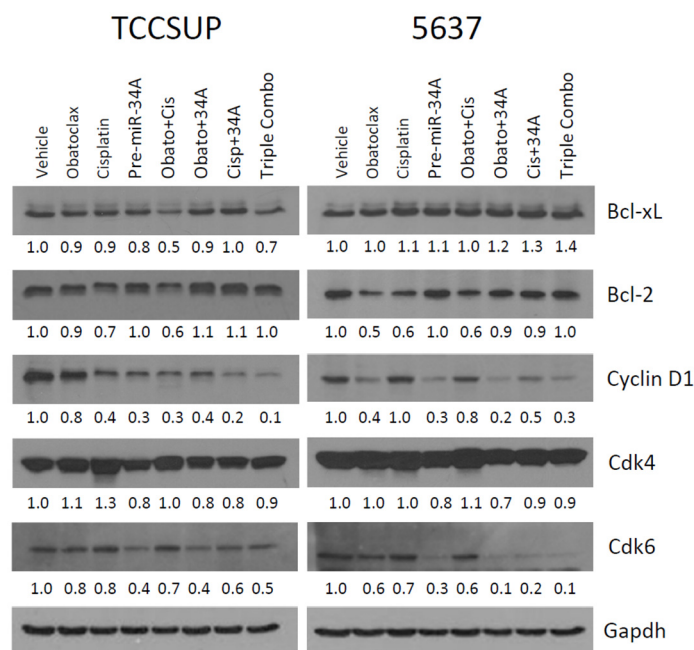 TCCSUP 5637
Vehicle Obatoclax Cisplatin Pre-miR-34A Obato+Cis Obato+34A Cisp+34A Triple Combo Vehicle Obatoclax Cisplatin Pre-miR-34A Obato+Cis Obato+34A Cis+34A Triple Combo
Bcl-xL
1.0 0.9 0.9 0.8 0.5 0.9 1.0 0.7 1.0 1.0 1.1 1.1 1.0 1.2 1.3 1.4
Bcl-2
1.0 0.9 0.7 1.0 0.6 1.1 1.1 1.0 1.0 0.5 0.6 1.0 0.6 0.9 0.9 1.0
Cyclin D1
1.0 0.8 0.4 0.3 0.3 0.4 0.2 0.1 1.0 0.4 1.0 0.3 0.8 0.2 0.5 0.3
Cdk4
1.0 1.1 1.3 0.8 1.0 0.8 0.8 0.9 1.0 1.0 1.0 0.8 1.1 0.7 0.9 0.9
Cdk6
1.0 0.8 0.8 0.4 0.7 0.4 0.6 0.5 1.0 0.6 0.7 0.3 0.6 0.1 0.2 0.1
Gapdh